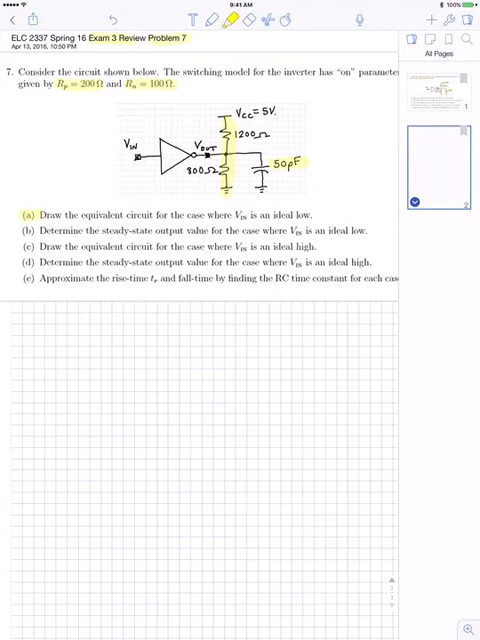 9:41 AM
100%
ELC 2337 Spring 16 Exam 3 Review Problem 7
Apr 13, 2016, 10:50 PM
All Pages
7. Consider the circuit shown below. The switching model for the inverter has "on" paramete
given by Rp = 200 Ω and Rn = 100 Ω.
VCC = 5V.
1200Ω
VIN
VOUT
800Ω
50pF
(a) Draw the equivalent circuit for the case where VIN is an ideal low.
(b) Determine the steady-state output value for the case where VIN is an ideal low.
(c) Draw the equivalent circuit for the case where VIN is an ideal high.
(d) Determine the steady-state output value for the case where VIN is an ideal high.
(e) Approximate the rise-time tr and fall-time by finding the RC time constant for each cas
1
2